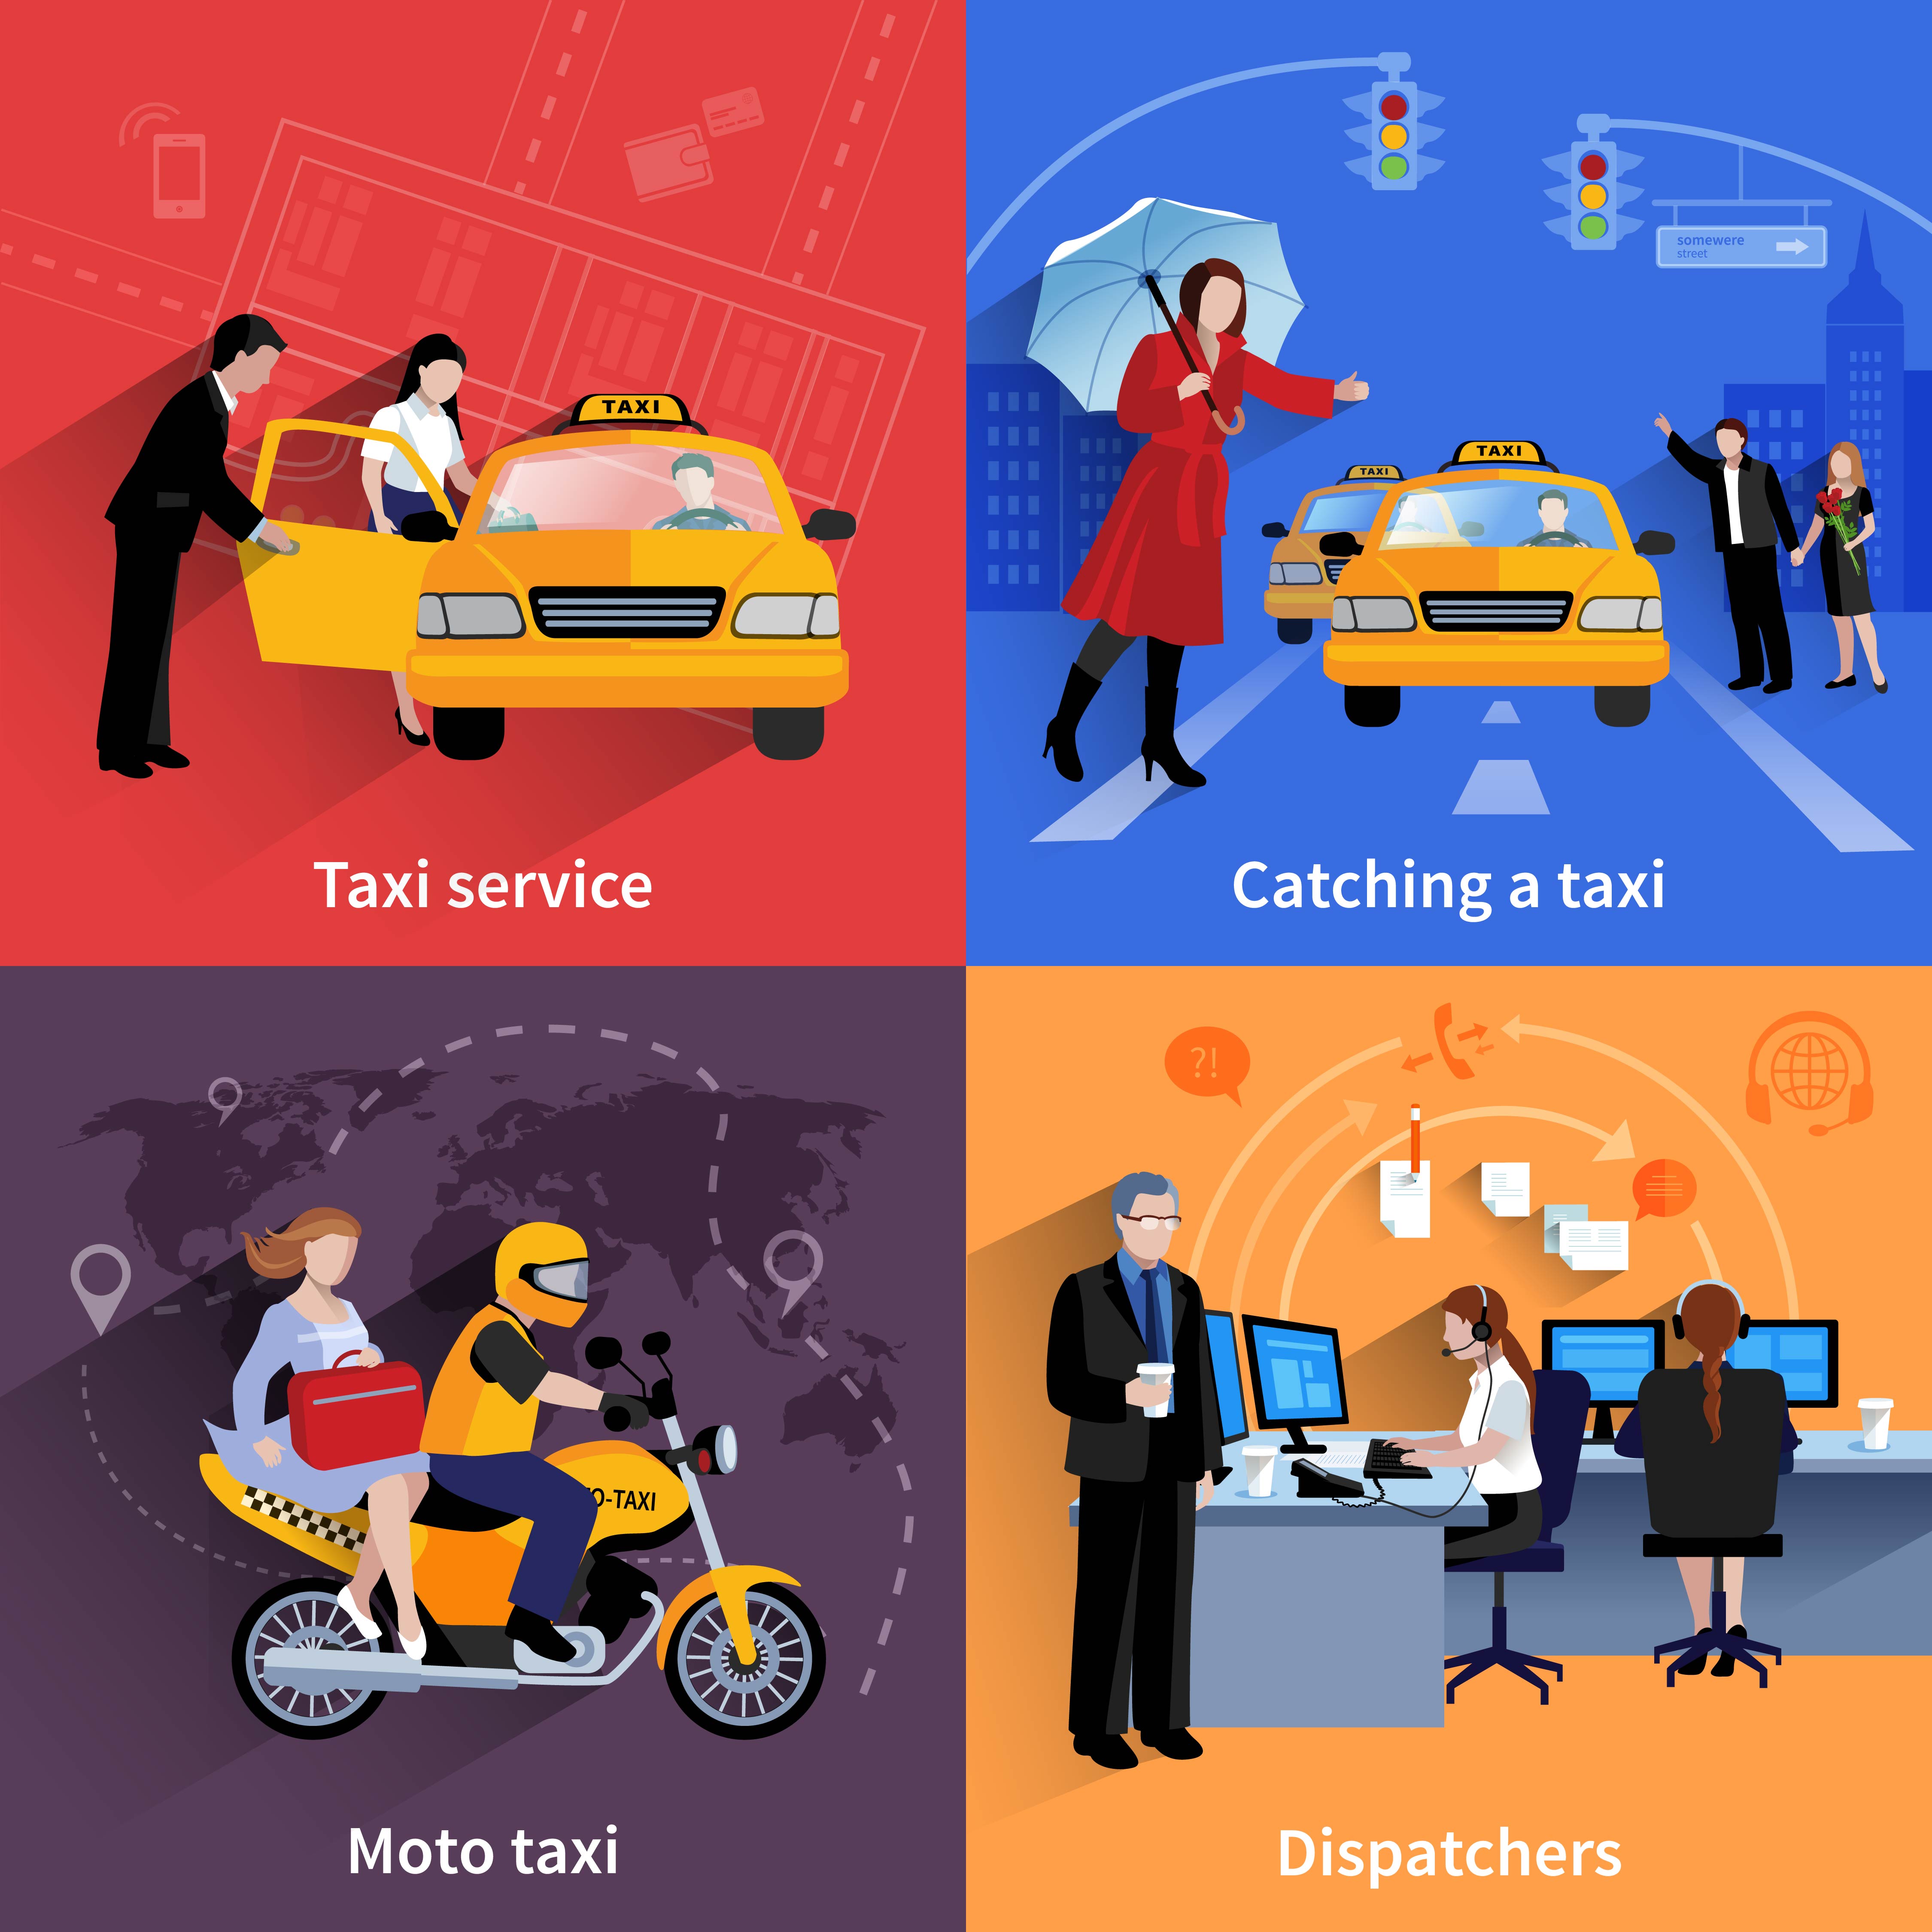 TAXI
Taxi service
somewere
street
TAXI
TAXI
Catching a taxi
O-TAXI
Moto taxi
?!
Dispatchers